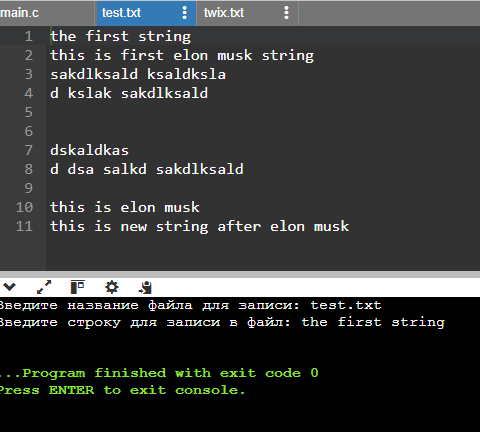 main.c test.txt twix.txt
1 the first string
2 this is first elon musk string
3 sakdlksald ksaldksla
4 d kslak sakdlksald
5
6
7 dskaldkas
8 d dsa salkd sakdlksald
9
10 this is elon musk
11 this is new string after elon musk
Введите название файла для записи: test.txt
Введите строку для записи в файл: the first string
...Program finished with exit code 0
Press ENTER to exit console.